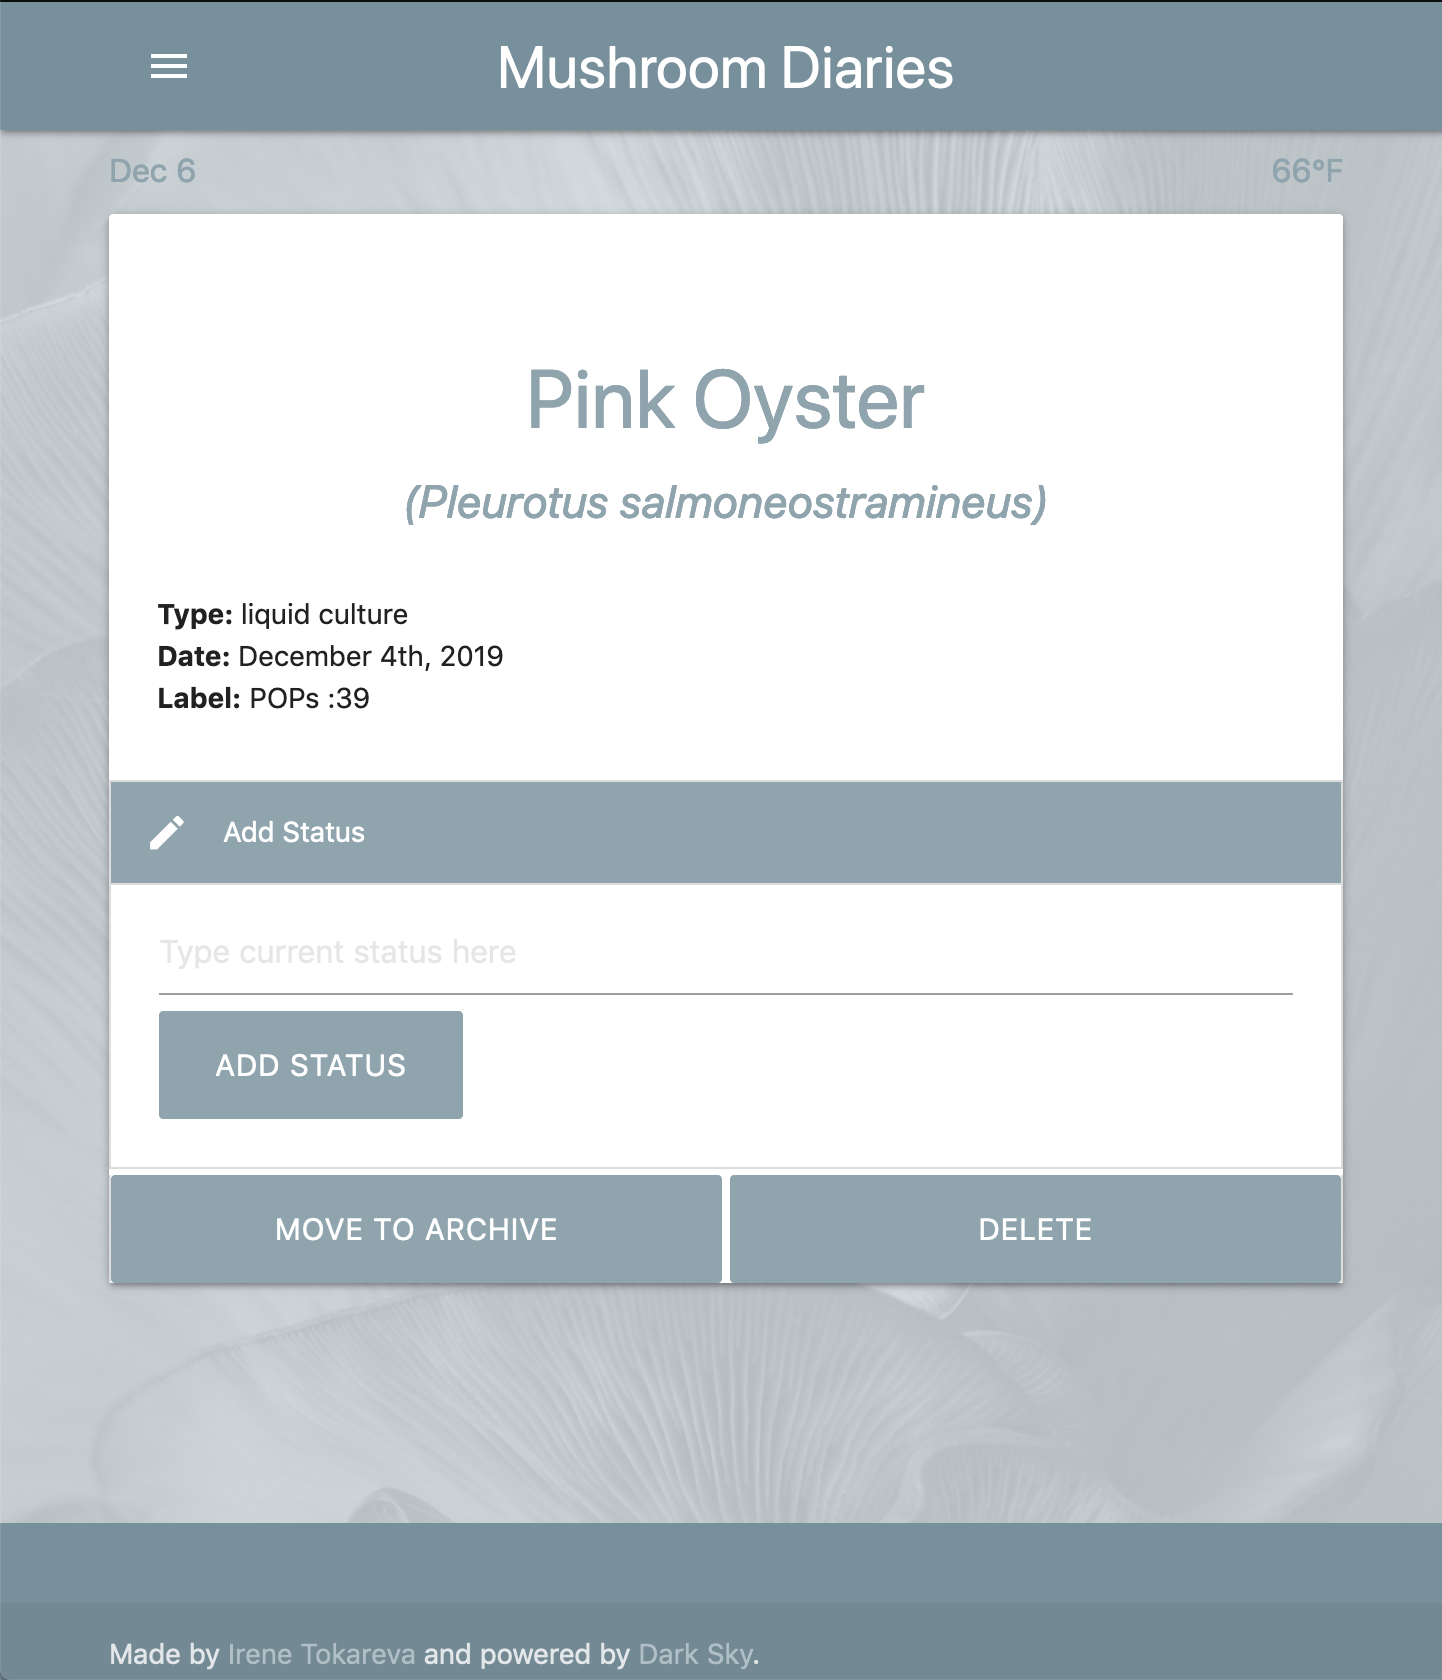 Mushroom Diaries
Dec 6 66°F
Pink Oyster
(Pleurotus salmoneostramineus)
Type: liquid culture
Date: December 4th, 2019
Label: POPs :39
Add Status
Type current status here
ADD STATUS
MOVE TO ARCHIVE DELETE
Made by Irene Tokareva and powered by Dark Sky.